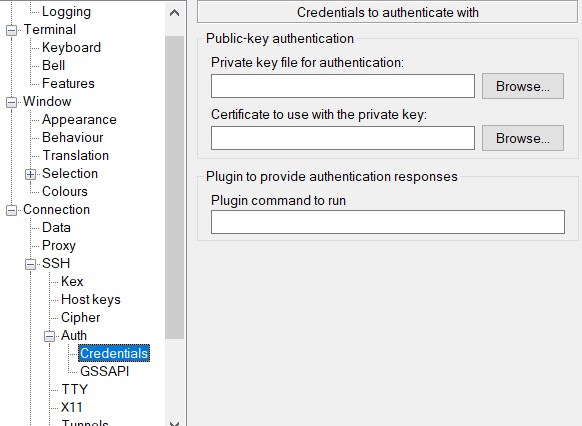 Logging
Terminal
Keyboard
Bell
Features
Window
Appearance
Behaviour
Translation
Selection
Colours
Connection
Data
Proxy
SSH
Kex
Host keys
Cipher
Auth
Credentials
GSSAPI
TTY
X11
Tunnels
Credentials to authenticate with
Public-key authentication
Private key file for authentication:
Browse...
Certificate to use with the private key:
Browse...
Plugin to provide authentication responses
Plugin command to run